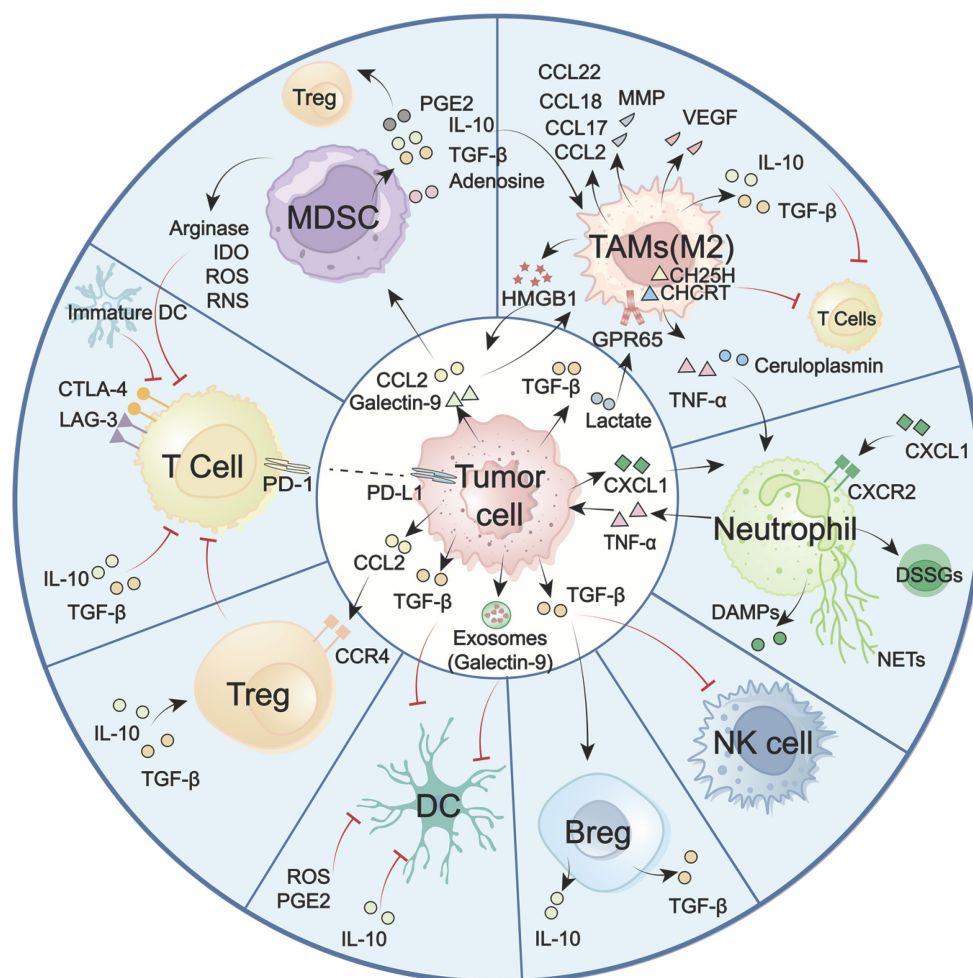 Treg
PGE2
IL-10
TGF-β
Adenosine
MDSC
Arginase
IDO
ROS
RNS
CCL22
CCL18
CCL17
CCL2
MMP
VEGF
IL-10
TGF-β
TAMs(M2)
CH25H
CHCRT
HMGB1
GPR65
T Cells
Ceruloplasmin
TNF-α
Immature DC
CTLA-4
LAG-3
T Cell
PD-1
IL-10
TGF-β
CCL2
Galectin-9
TGF-β
Lactate
PD-L1
Tumor
cell
CXCL1
TNF-α
CCL2
TGF-β
Exosomes
(Galectin-9)
TGF-β
CXCL1
CXCR2
Neutrophil
DSSGs
DAMPs
NETs
CCR4
Treg
IL-10
TGF-β
DC
ROS
PGE2
IL-10
Breg
IL-10
TGF-β
NK cell